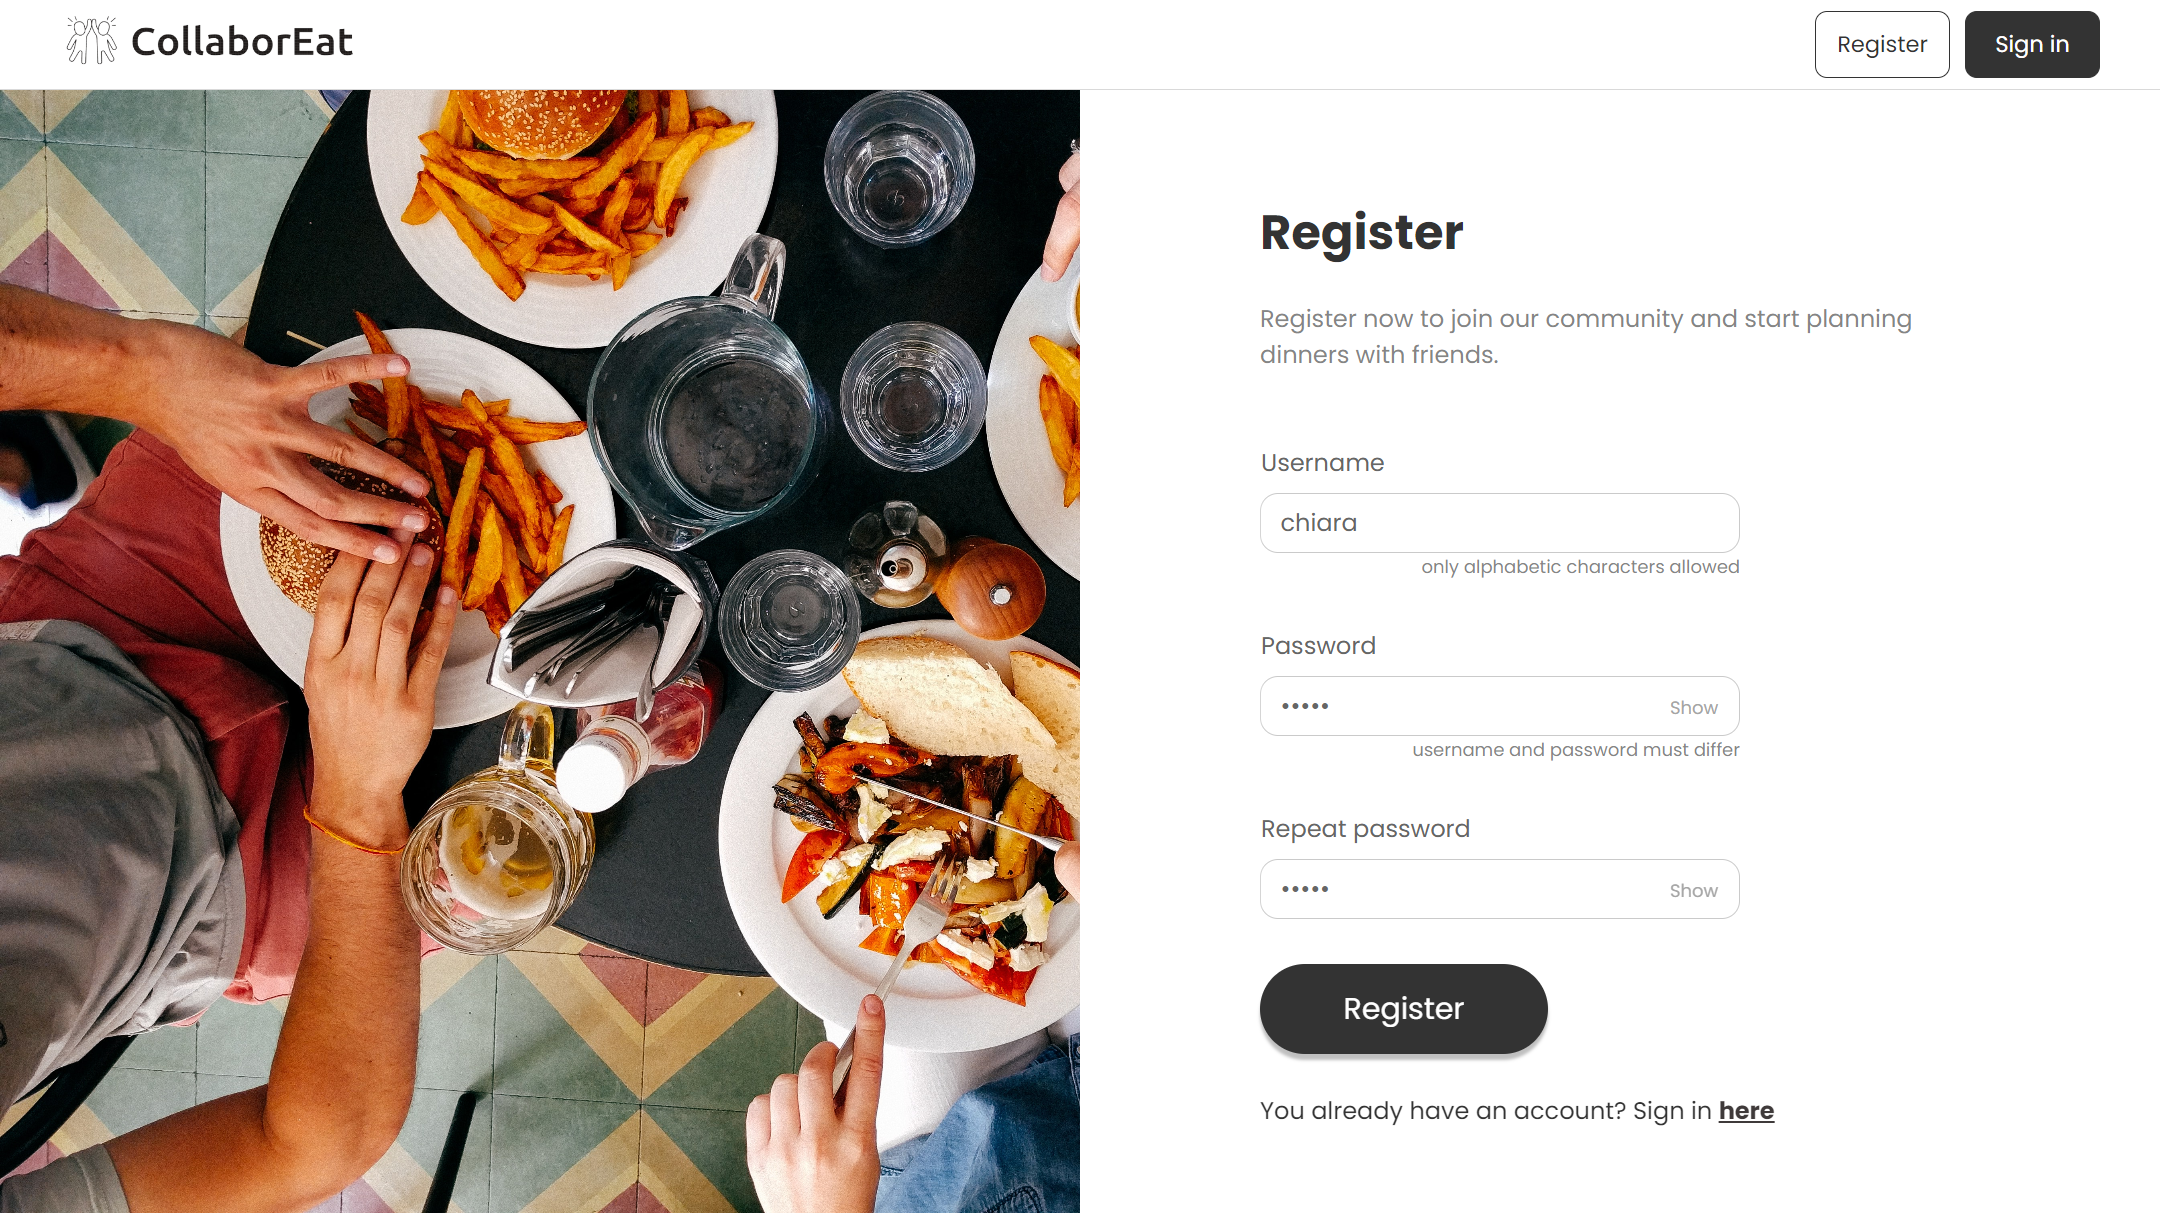 CollaborEat
Register
Sign in
Register
Register now to join our community and start planning
dinners with friends.
Username
chiara
only alphabetic characters allowed
Password
•••••
Show
username and password must differ
Repeat password
•••••
Show
Register
You already have an account? Sign in here